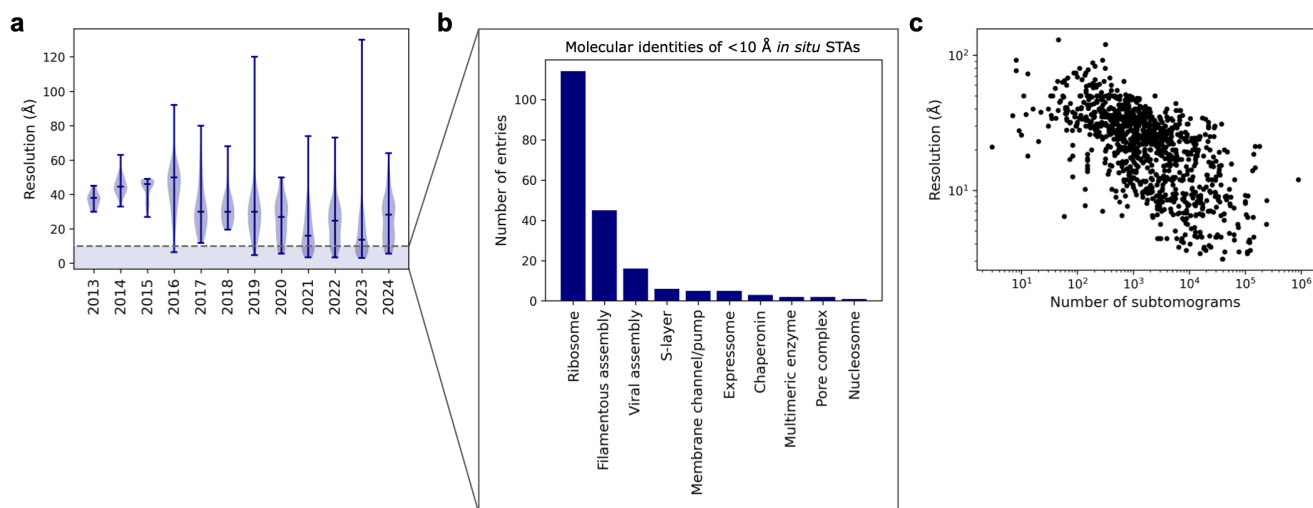 a
Resolution (Å)
120
100
80
60
40
20
0
2013
2014
2015
2016
2017
2018
2019
2020
2021
2022
2023
2024
b
Molecular identities of <10 Å in situ STAs
Number of entries
100
80
60
40
20
0
Ribosome
Filamentous assembly
Viral assembly
S-layer
Membrane channel/pump
Expressome
Chaperonin
Multimeric enzyme
Pore complex
Nucleosome
c
Resolution (Å)
10²
10¹
10¹
10²
10³
10⁴
10⁵
10⁶
Number of subtomograms